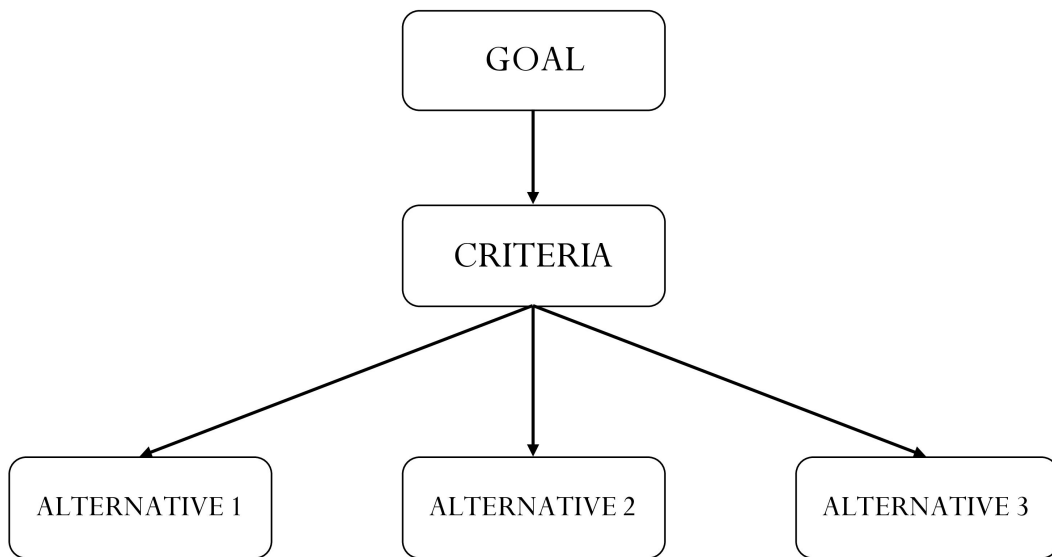 GOAL
CRITERIA
ALTERNATIVE 1
ALTERNATIVE 2
ALTERNATIVE 3